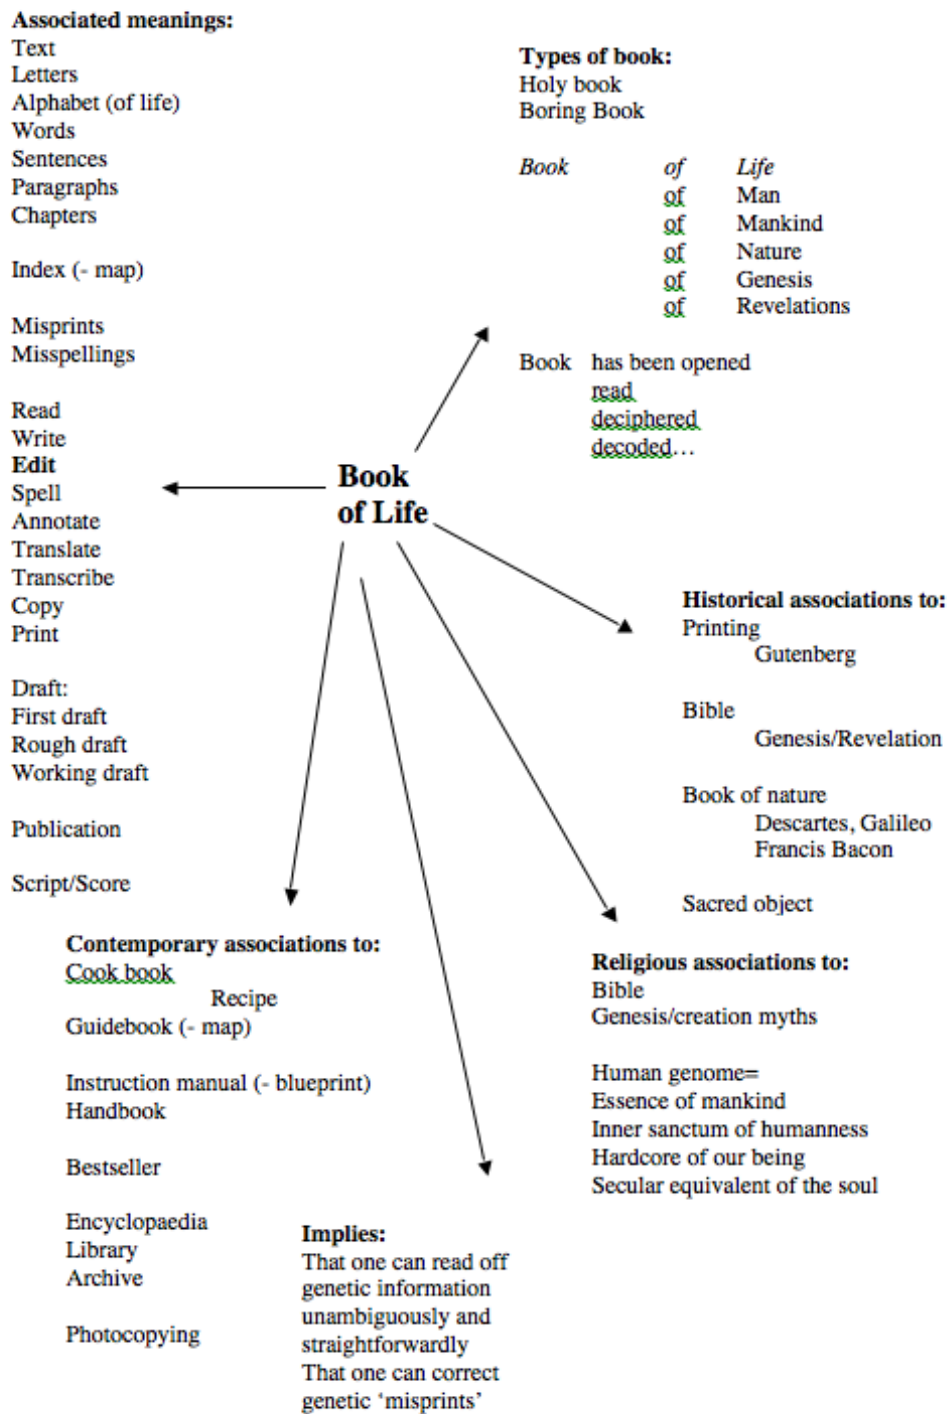 Associated meanings:
Text
Letters
Alphabet (of life)
Words
Sentences
Paragraphs
Chapters
Index (- map)
Misprints
Misspellings
Read
Write
Edit
Spell
Annotate
Translate
Transcribe
Copy
Print
Draft:
First draft
Rough draft
Working draft
Publication
Script/Score
Types of book:
Holy book
Boring Book
Book of Life
of Man
of Mankind
of Nature
of Genesis
of Revelations
Book has been opened
read
deciphered
decoded…
Book
of Life
Historical associations to:
Printing
Gutenberg
Bible
Genesis/Revelation
Book of nature
Descartes, Galileo
Francis Bacon
Sacred object
Contemporary associations to:
Cook book
Recipe
Guidebook (- map)
Instruction manual (- blueprint)
Handbook
Bestseller
Encyclopaedia
Library
Archive
Photocopying
Implies:
That one can read off
genetic information
unambiguously and
straightforwardly
That one can correct
genetic ‘misprints’
Religious associations to:
Bible
Genesis/creation myths
Human genome=
Essence of mankind
Inner sanctum of humanness
Hardcore of our being
Secular equivalent of the soul